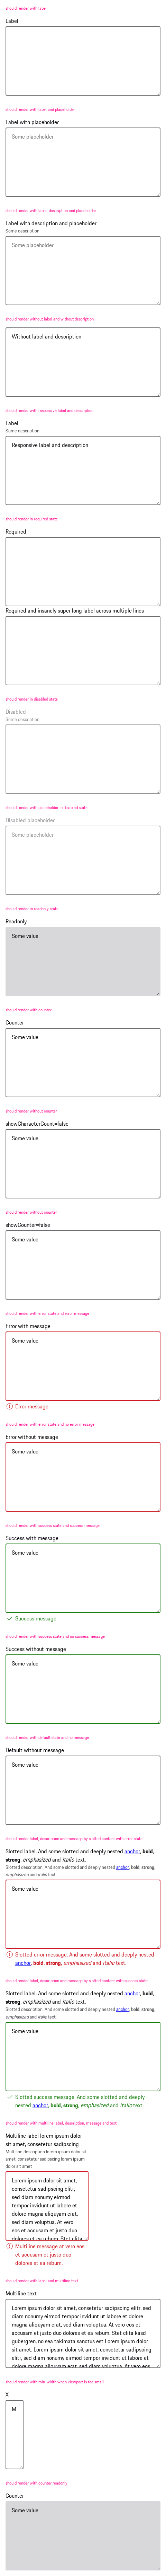 should render with label
Label
should render with label and placeholder
Label with placeholder
Some placeholder
should render with label, description and placeholder
Label with description and placeholder
Some description
Some placeholder
should render without label and without description
Without label and description
should render with responsive label and description
Label
Some description
Responsive label and description
should render in required state
Required
Required and insanely super long label across multiple lines
should render in disabled state
Disabled
Some description
should render with placeholder in disabled state
Disabled placeholder
Some placeholder
should render in readonly state
Readonly
Some value
should render with counter
Counter
Some value
should render without counter
showCharacterCount=false
Some value
should render without counter
showCounter=false
Some value
should render with error state and error message
Error with message
Some value
Error message
should render with error state and no error message
Error without message
Some value
should render with success state and success message
Success with message
Some value
Success message
should render with success state and no success message
Success without message
Some value
should render with default state and no message
Default without message
Some value
should render label, description and message by slotted content with error state
Slotted label. And some slotted and deeply nested anchor, bold,
strong, emphasized and italic text.
Slotted description. And some slotted and deeply nested anchor, bold, strong,
emphasized and italic text.
Some value
Slotted error message. And some slotted and deeply nested
anchor, bold, strong, emphasized and italic text.
should render label, description and message by slotted content with success state
Slotted label. And some slotted and deeply nested anchor, bold,
strong, emphasized and italic text.
Slotted description. And some slotted and deeply nested anchor, bold, strong,
emphasized and italic text.
Some value
Slotted success message. And some slotted and deeply
nested anchor, bold, strong, emphasized and italic text.
should render with multiline label, description, message and text
Multiline label lorem ipsum dolor
sit amet, consetetur sadipscing
Multiline description lorem ipsum dolor sit
amet, consetetur sadipscing lorem ipsum
dolor sit amet
Lorem ipsum dolor sit amet,
consetetur sadipscing elitr,
sed diam nonumy eirmod
tempor invidunt ut labore et
dolore magna aliquyam erat,
sed diam voluptua. At vero
eos et accusam et justo duo
dolores et ea rebum. Stet clita
Multiline message at vero eos
et accusam et justo duo
dolores et ea rebum.
should render with label and multiline text
Multiline text
Lorem ipsum dolor sit amet, consetetur sadipscing elitr, sed
diam nonumy eirmod tempor invidunt ut labore et dolore
magna aliquyam erat, sed diam voluptua. At vero eos et
accusam et justo duo dolores et ea rebum. Stet clita kasd
gubergren, no sea takimata sanctus est Lorem ipsum dolor
sit amet. Lorem ipsum dolor sit amet, consetetur sadipscing
elitr, sed diam nonumy eirmod tempor invidunt ut labore et
dolore magna aliquyam erat, sed diam voluptua. At vero eos
should render with min-width when viewport is too small
X
M
should render with counter readonly
Counter
Some value